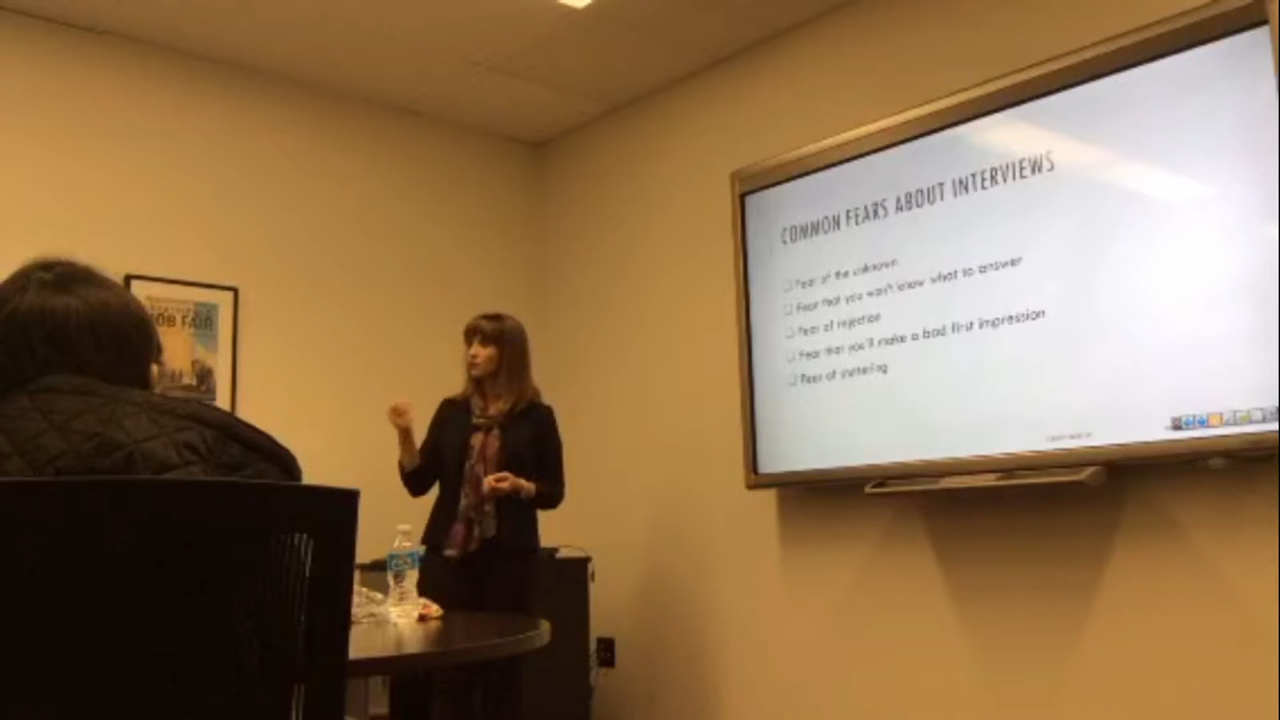 COMMON FEARS ABOUT INTERVIEWS
Fear of the unknown
Fear that you won't know what to answer
Fear of rejection
Fear that you'll make a bad first impression
Fear of stuttering
JOB FAIR